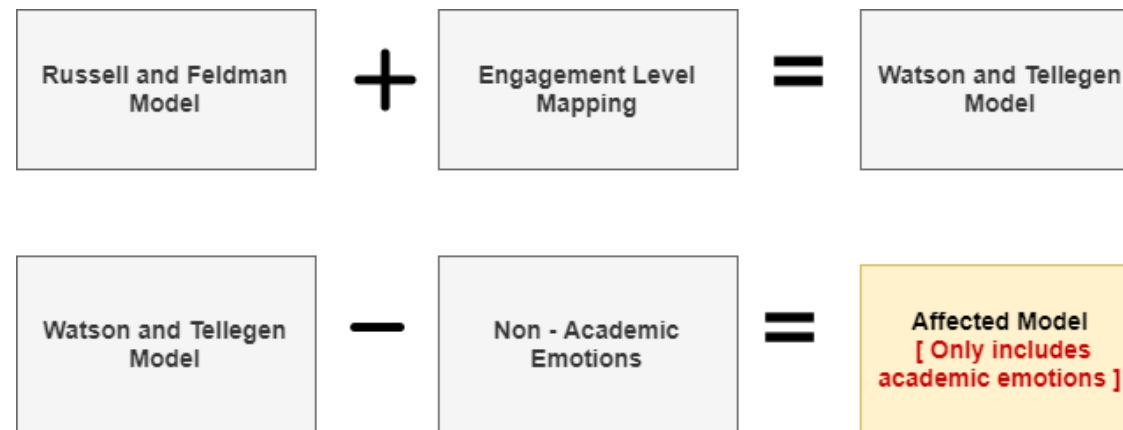 Russell and Feldman
Model
+
Engagement Level
Mapping
=
Watson and Tellegen
Model
Watson and Tellegen
Model
−
Non - Academic
Emotions
=
Affected Model
[ Only includes
academic emotions ]